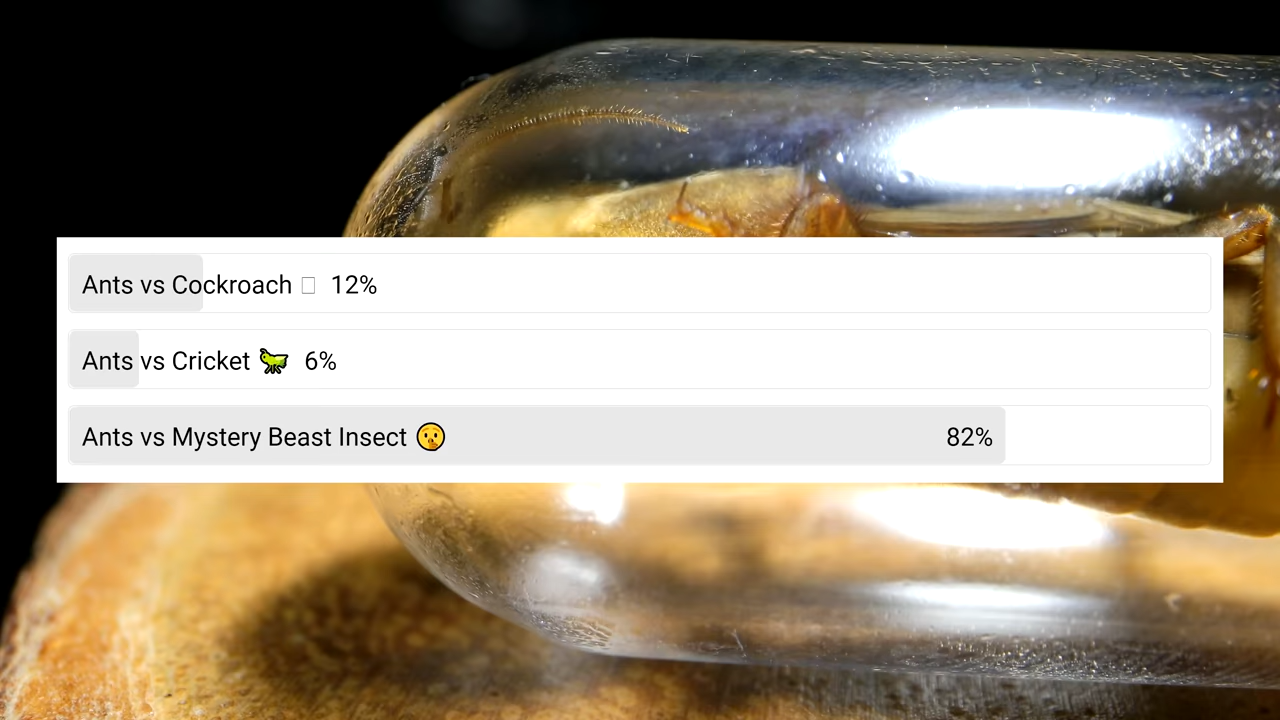 Ants vs Cockroach 12%
Ants vs Cricket 🦗 6%
Ants vs Mystery Beast Insect 🤫 82%